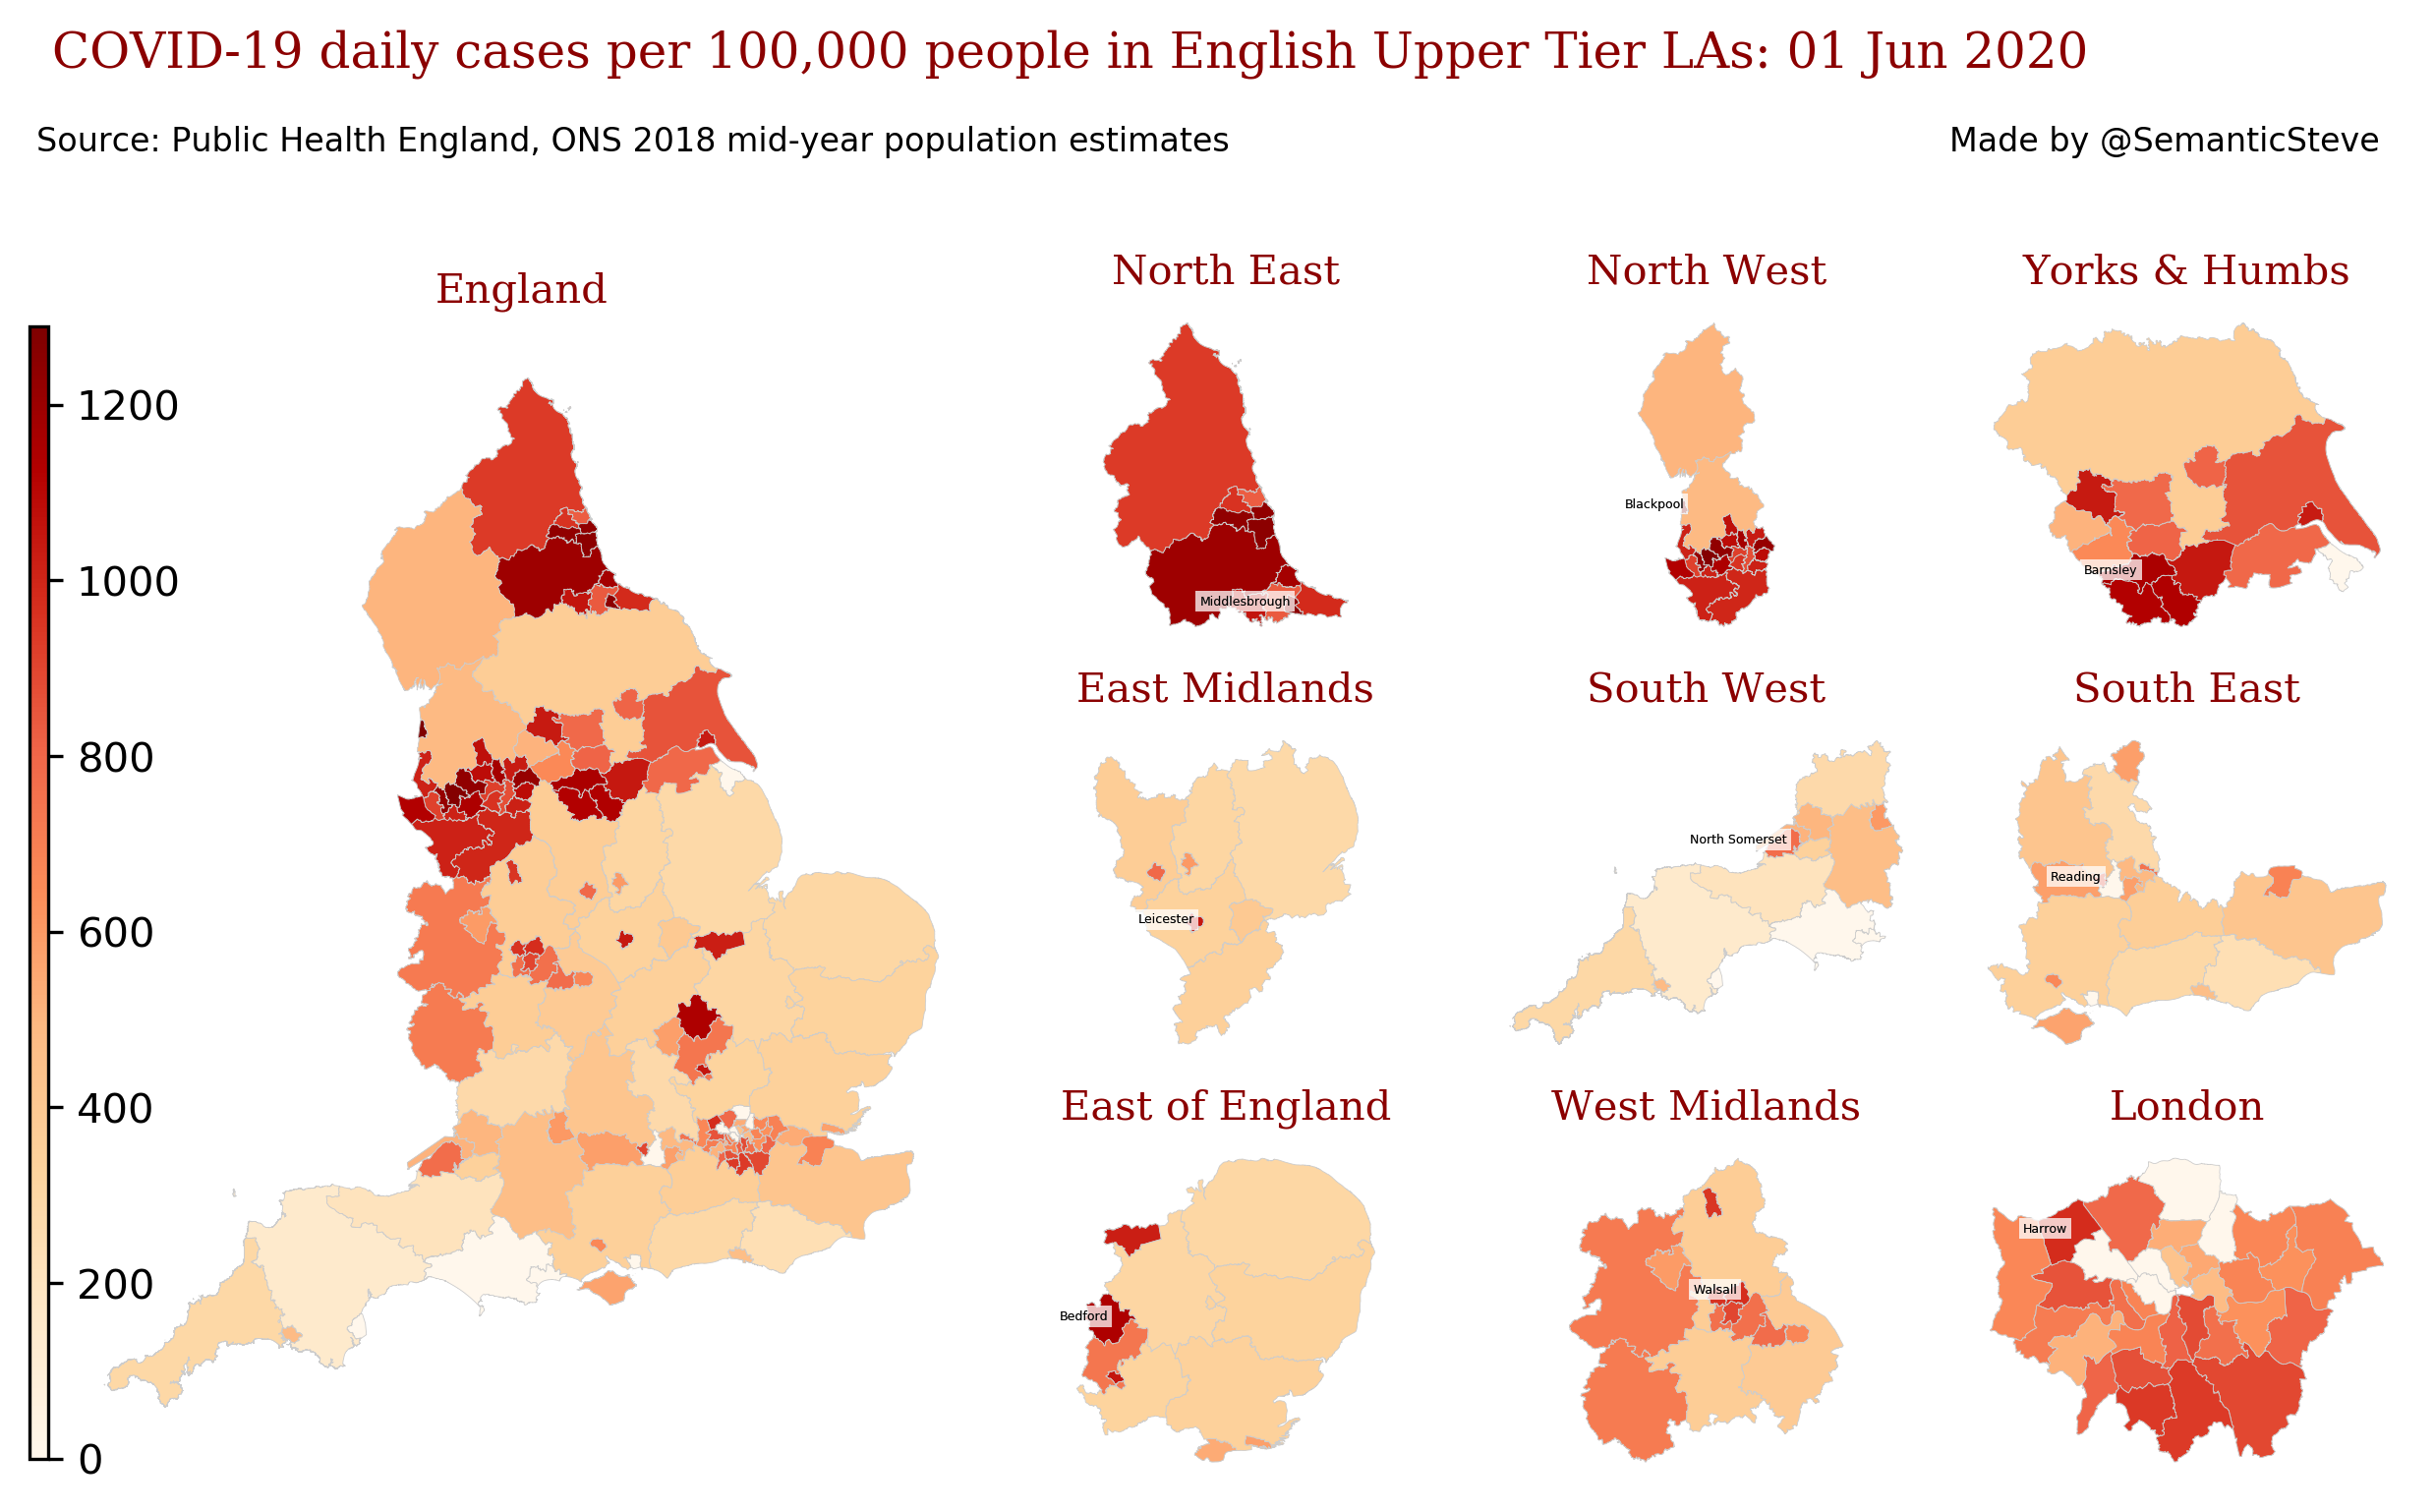 COVID-19 daily cases per 100,000 people in English Upper Tier LAs: 01 Jun 2020
Source: Public Health England, ONS 2018 mid-year population estimates
Made by @SemanticSteve
England
1200
1000
800
600
400
200
0
North East
Middlesbrough
North West
Blackpool
Yorks & Humbs
Barnsley
East Midlands
Leicester
South West
North Somerset
South East
Reading
East of England
Bedford
West Midlands
Walsall
London
Harrow